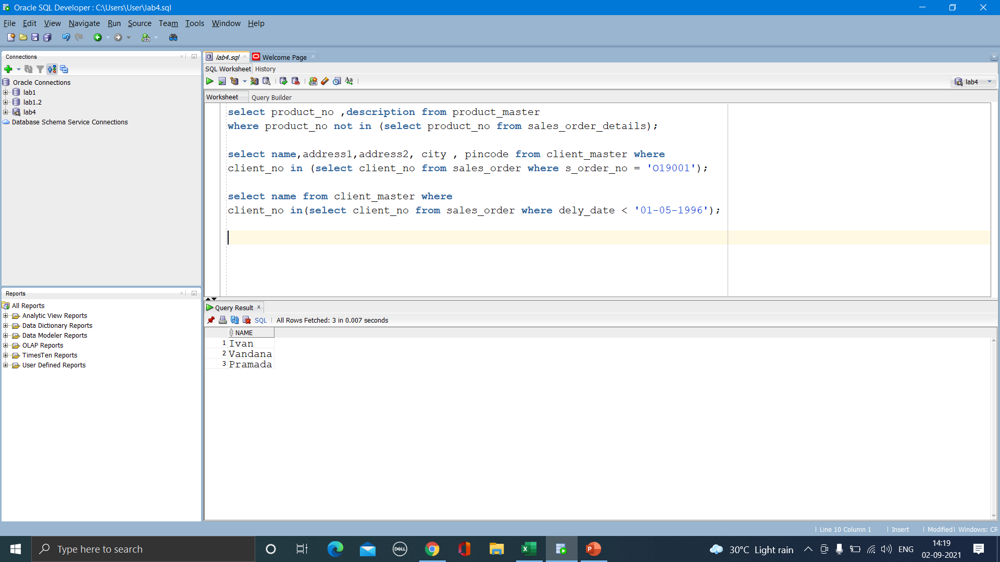 Oracle SQL Developer : C:\Users\User\lab4.sql
File Edit View Navigate Run Source Team Tools Window Help
Connections
Oracle Connections
lab1
lab1.2
lab4
Database Schema Service Connections
Reports
All Reports
Analytic View Reports
Data Dictionary Reports
Data Modeler Reports
OLAP Reports
TimesTen Reports
User Defined Reports
lab4.sql Welcome Page
SQL Worksheet History
lab4
Worksheet Query Builder
select product_no ,description from product_master
where product_no not in (select product_no from sales_order_details);
select name,address1,address2, city , pincode from client_master where
client_no in (select client_no from sales_order where s_order_no = 'O19001');
select name from client_master where
client_no in(select client_no from sales_order where dely_date < '01-05-1996');
Query Result
SQL All Rows Fetched: 3 in 0.007 seconds
NAME
1 Ivan
2 Vandana
3 Pramada
Line 10 Column 1 Insert Modified Windows: CR
Type here to search
DELL
30°C Light rain ENG
14:19
02-09-2021